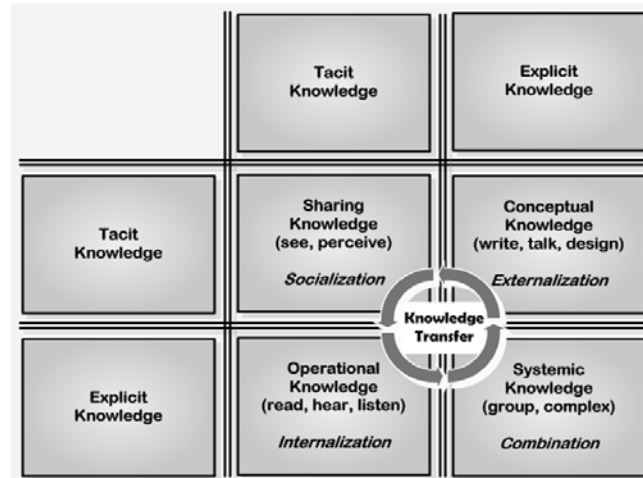 Tacit
Knowledge
Explicit
Knowledge
Tacit
Knowledge
Sharing
Knowledge
(see, perceive)
Socialization
Conceptual
Knowledge
(write, talk, design)
Externalization
Knowledge
Transfer
Explicit
Knowledge
Operational
Knowledge
(read, hear, listen)
Internalization
Systemic
Knowledge
(group, complex)
Combination